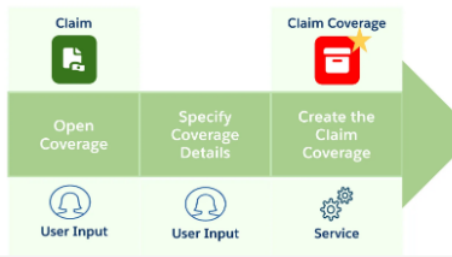 Claim
Claim Coverage
Open
Coverage
Specify
Coverage
Details
Create the
Claim
Coverage
User Input
User Input
Service